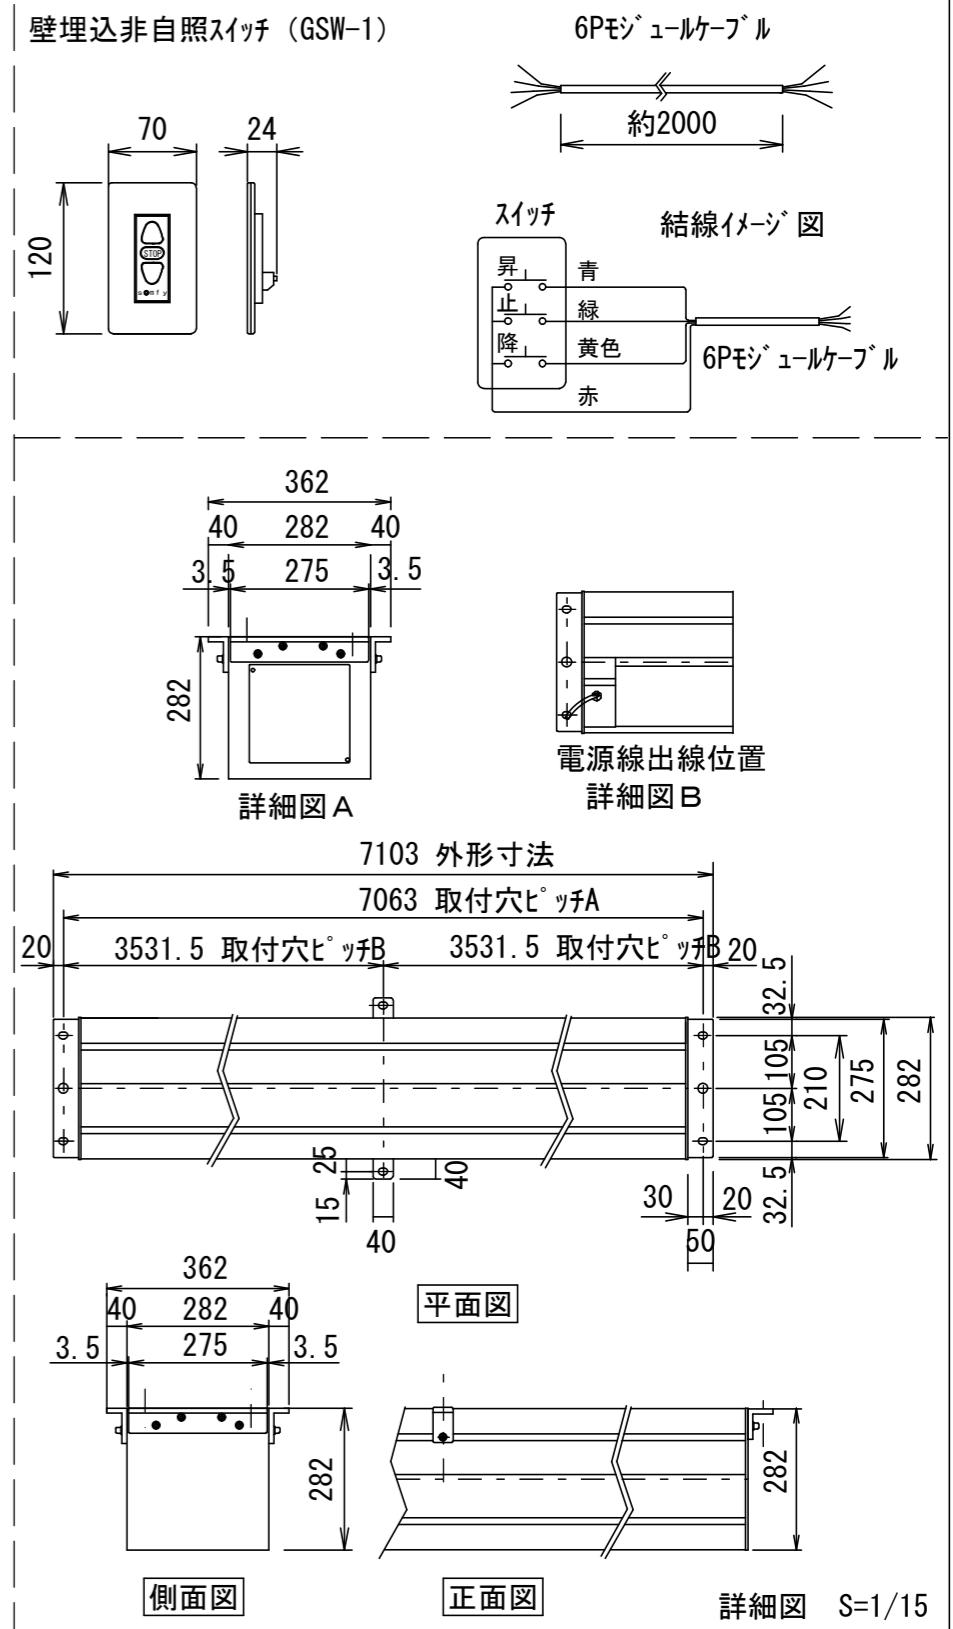 壁埋込非自照スイッチ（GSW-1）
6Pモジュールケーブル
約2000
70
24
120
STOP
somfy
スイッチ
結線イメージ図
昇
青
止
緑
降
黄色
6Pモジュールケーブル
赤
362
40
282
40
3.5
275
3.5
282
詳細図A
電源線出線位置
詳細図B
7103 外形寸法
7063 取付穴ピッチA
20
3531.5 取付穴ピッチB
3531.5 取付穴ピッチB
20
32.5
105
210
275
282
105
32.5
25
15
40
40
30
20
50
平面図
362
40
282
40
3.5
275
3.5
282
282
側面図
正面図
詳細図 S=1/15